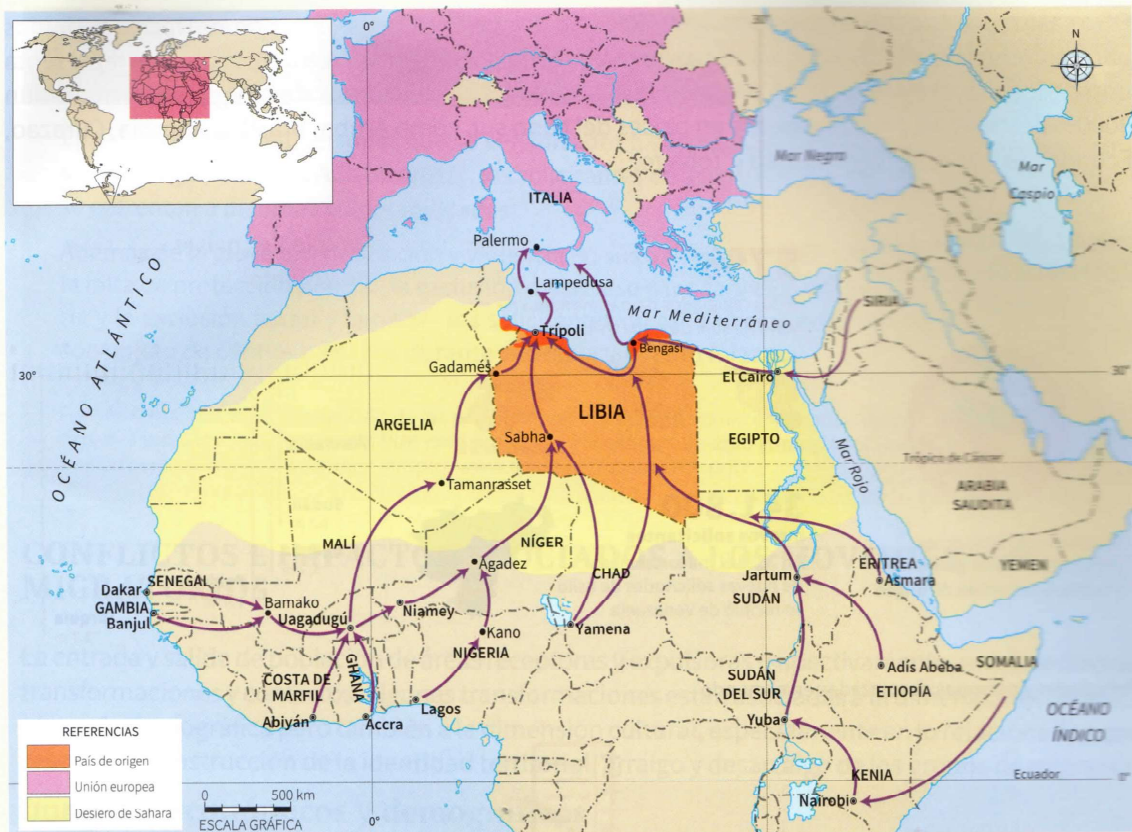 0°
30°
N
OCÉANO ATLÁNTICO
Mar Negro
Mar
Caspio
ITALIA
Palermo
Lampedusa
Mar Mediterráneo
SIRIA
Trípoli
Bengasi
Gadamés
El Cairo
30°
30°
LIBIA
ARGELIA
Sabha
EGIPTO
Mar Rojo
Trópico de Cáncer
ARABIA
SAUDITA
Tamanrasset
MALÍ
NÍGER
Agadez
CHAD
ERITREA
YEMEN
Asmara
Jartum
SUDÁN
SENEGAL
Dakar
GAMBIA
Banjul
Bamako
Uagadugú
Niamey
Kano
NIGERIA
Yamena
Adís Abeba
ETIOPÍA
SOMALIA
COSTA DE
MARFIL
GHANA
SUDÁN
DEL SUR
Abiyán
Accra
Lagos
Yuba
OCÉANO
ÍNDICO
KENIA
Nairobi
Ecuador
0°
REFERENCIAS
País de origen
Unión europea
Desiero de Sahara
0 500 km
ESCALA GRÁFICA
0°